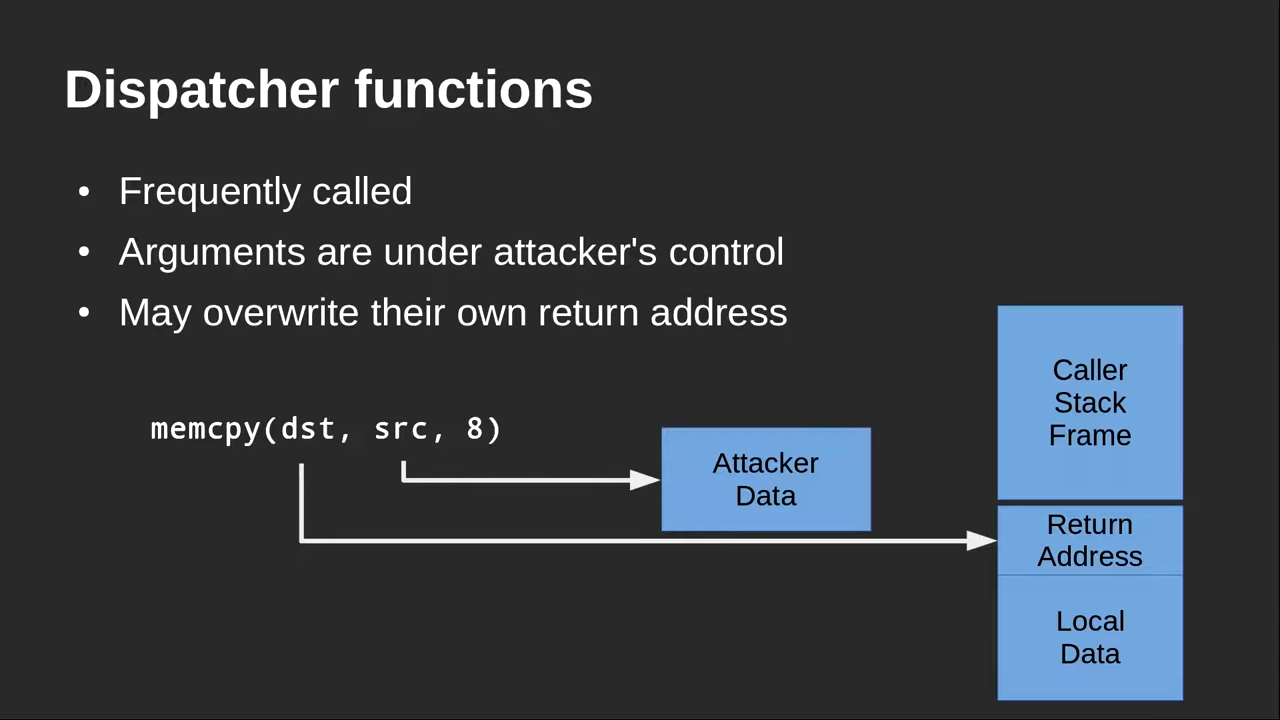 Dispatcher functions
• Frequently called
• Arguments are under attacker's control
• May overwrite their own return address
memcpy(dst, src, 8)
Attacker
Data
Caller
Stack
Frame
Return
Address
Local
Data